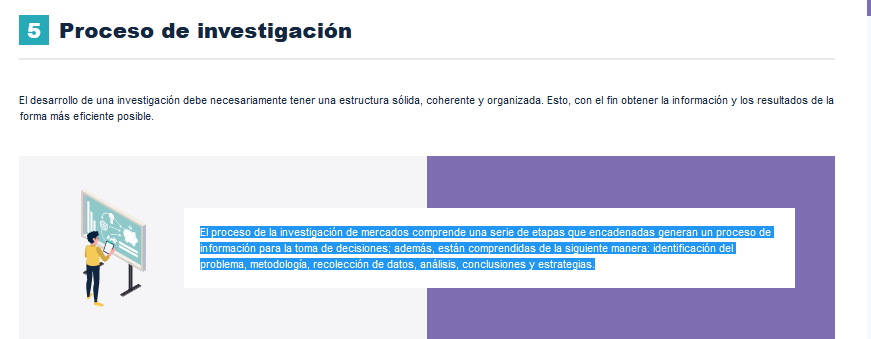 5 Proceso de investigación
El desarrollo de una investigación debe necesariamente tener una estructura sólida, coherente y organizada. Esto, con el fin obtener la información y los resultados de la
forma más eficiente posible.
El proceso de la investigación de mercados comprende una serie de etapas que encadenadas generan un proceso de
información para la toma de decisiones; además, están comprendidas de la siguiente manera: identificación del
problema, metodología, recolección de datos, análisis, conclusiones y estrategias.